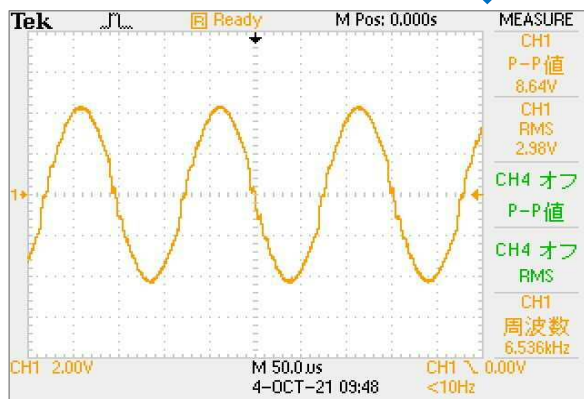 Tek R Ready M Pos: 0.000s MEASURE
CH1
P-P値
8.64V
CH1
RMS
2.98V
CH4 オフ
P-P値
CH4 オフ
RMS
CH1
周波数
6.536kHz
1
CH1 2.00V M 50.0us CH1 0.00V
4-OCT-21 09:48 <10Hz